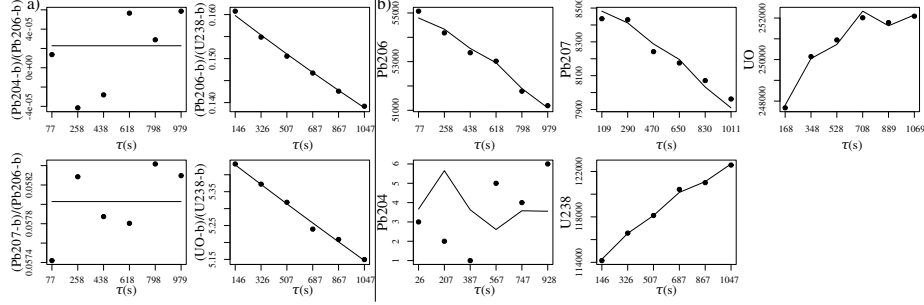 a)
(Pb204-b)/(Pb206-b)
-4e-05 0e+00 4e-05
77 258 438 618 798 979
τ(s)
(Pb206-b)/(U238-b)
0.140 0.150 0.160
146 326 507 687 867 1047
τ(s)
(Pb207-b)/(Pb206-b)
0.0574 0.0578 0.0582
77 258 438 618 798 979
τ(s)
(UO-b)/(U238-b)
5.15 5.25 5.35
146 326 507 687 867 1047
τ(s)
b)
Pb206
51000 53000 55000
77 258 438 618 798 979
τ(s)
Pb207
7900 8100 8300 8500
109 290 470 650 830 1011
τ(s)
UO
248000 250000 252000
168 348 528 708 889 1069
τ(s)
Pb204
1 2 3 4 5 6
26 207 387 567 747 928
τ(s)
U238
114000 118000 122000
146 326 507 687 867 1047
τ(s)